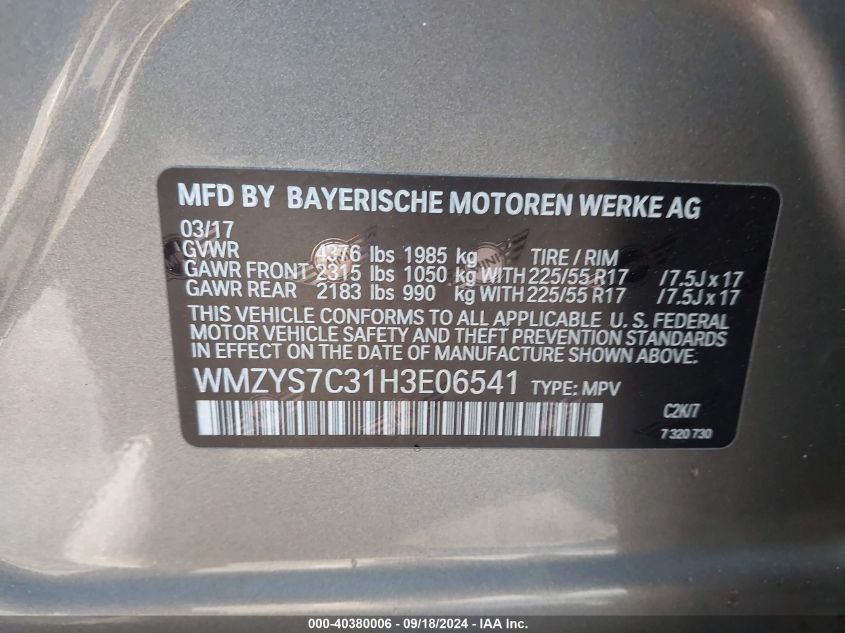 MFD BY BAYERISCHE MOTOREN WERKE AG
03/17
GVWR 4376 lbs 1985 kg TIRE / RIM
GAWR FRONT 2315 lbs 1050 kg WITH 225/55 R17 / 7.5J x 17
GAWR REAR 2183 lbs 990 kg WITH 225/55 R17 / 7.5J x 17
THIS VEHICLE CONFORMS TO ALL APPLICABLE U. S. FEDERAL
MOTOR VEHICLE SAFETY AND THEFT PREVENTION STANDARDS
IN EFFECT ON THE DATE OF MANUFACTURE SHOWN ABOVE.
WMZYS7C31H3E06541 TYPE: MPV
C2K/7
7 320 730
000-40380006 - 09/18/2024 - IAA Inc.